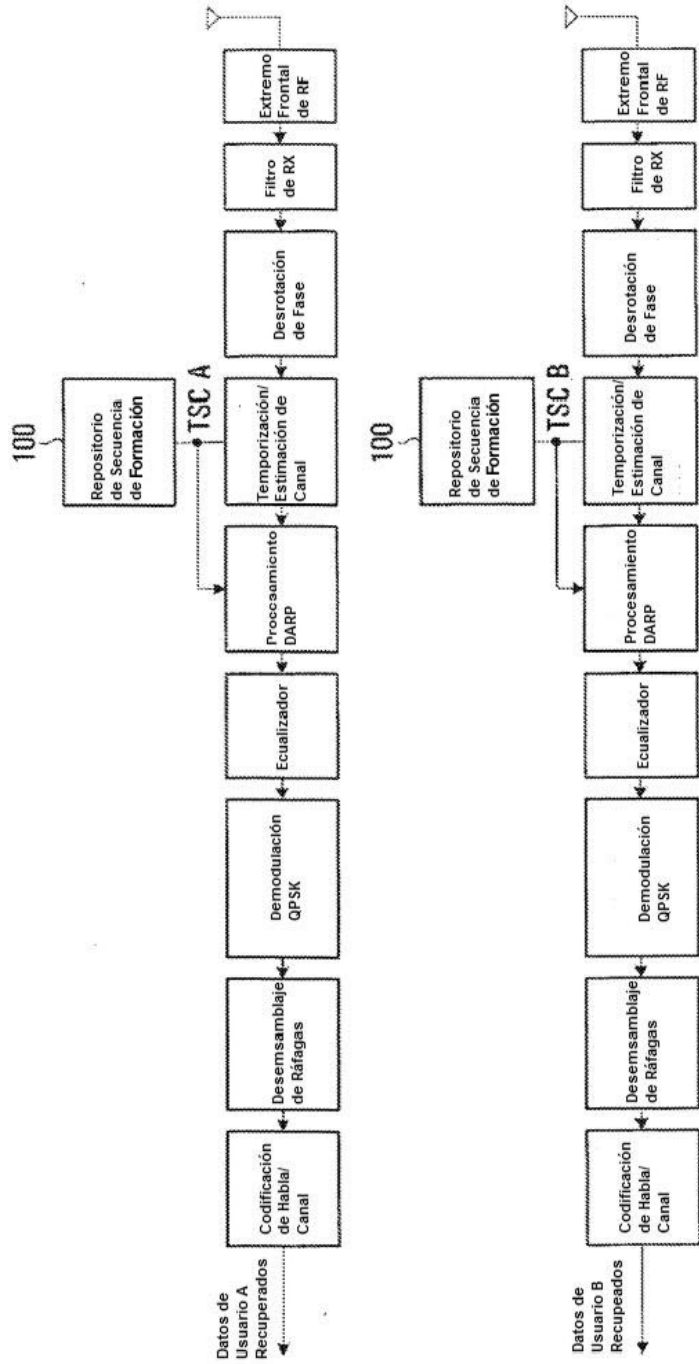 100
Repositorio
de Secuencia
de Formación
TSC A
Datos de
Usuario A
Recuperados
Codificación
de Habla/
Canal
Desemsamblaje
de Ráfagas
Demodulación
QPSK
Ecualizador
Procesamiento
DARP
Temporización/
Estimación de
Canal
Desrotación
de Fase
Filtro
de RX
Extremo
Frontal
de RF
100
Repositorio
de Secuencia
de Formación
TSC B
Datos de
Usuario B
Recupeados
Codificación
de Habla/
Canal
Desemsamblaje
de Ráfagas
Demodulación
QPSK
Ecualizador
Procesamiento
DARP
Temporización/
Estimación de
Canal
Desrotación
de Fase
Filtro
de RX
Extremo
Frontal
de RF